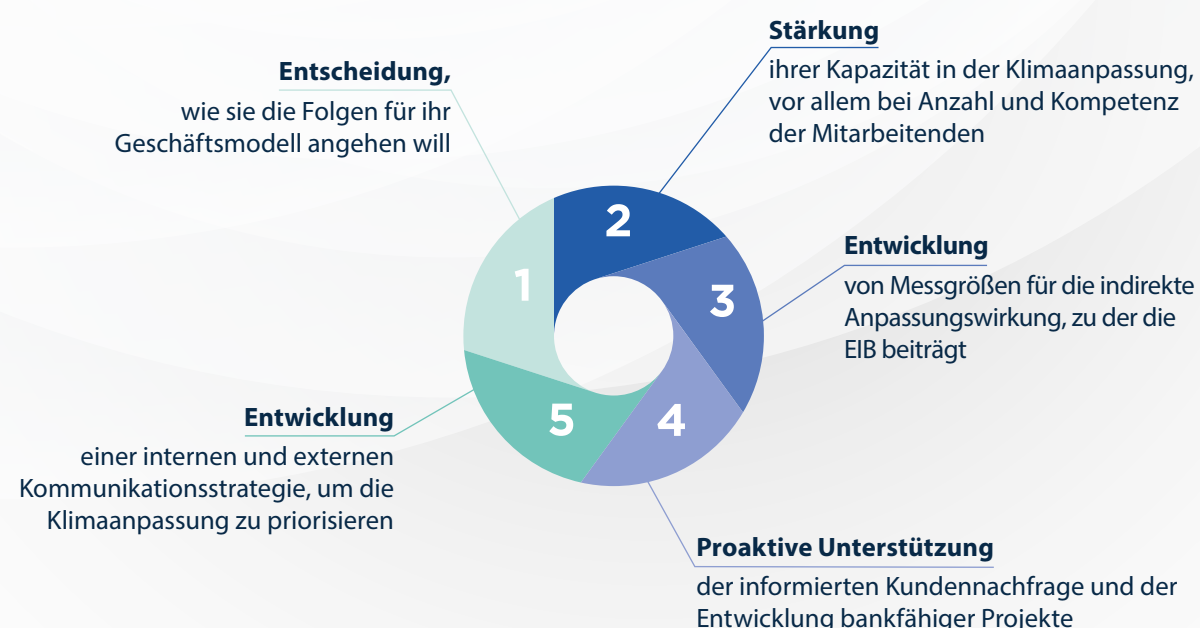 Entscheidung,
wie sie die Folgen für ihr
Geschäftsmodell angehen will
1
Stärkung
ihrer Kapazität in der Klimaanpassung,
vor allem bei Anzahl und Kompetenz
der Mitarbeitenden
2
Entwicklung
von Messgrößen für die indirekte
Anpassungswirkung, zu der die
EIB beiträgt
3
Proaktive Unterstützung
der informierten Kundennachfrage und der
Entwicklung bankfähiger Projekte
4
Entwicklung
einer internen und externen
Kommunikationsstrategie, um die
Klimaanpassung zu priorisieren
5